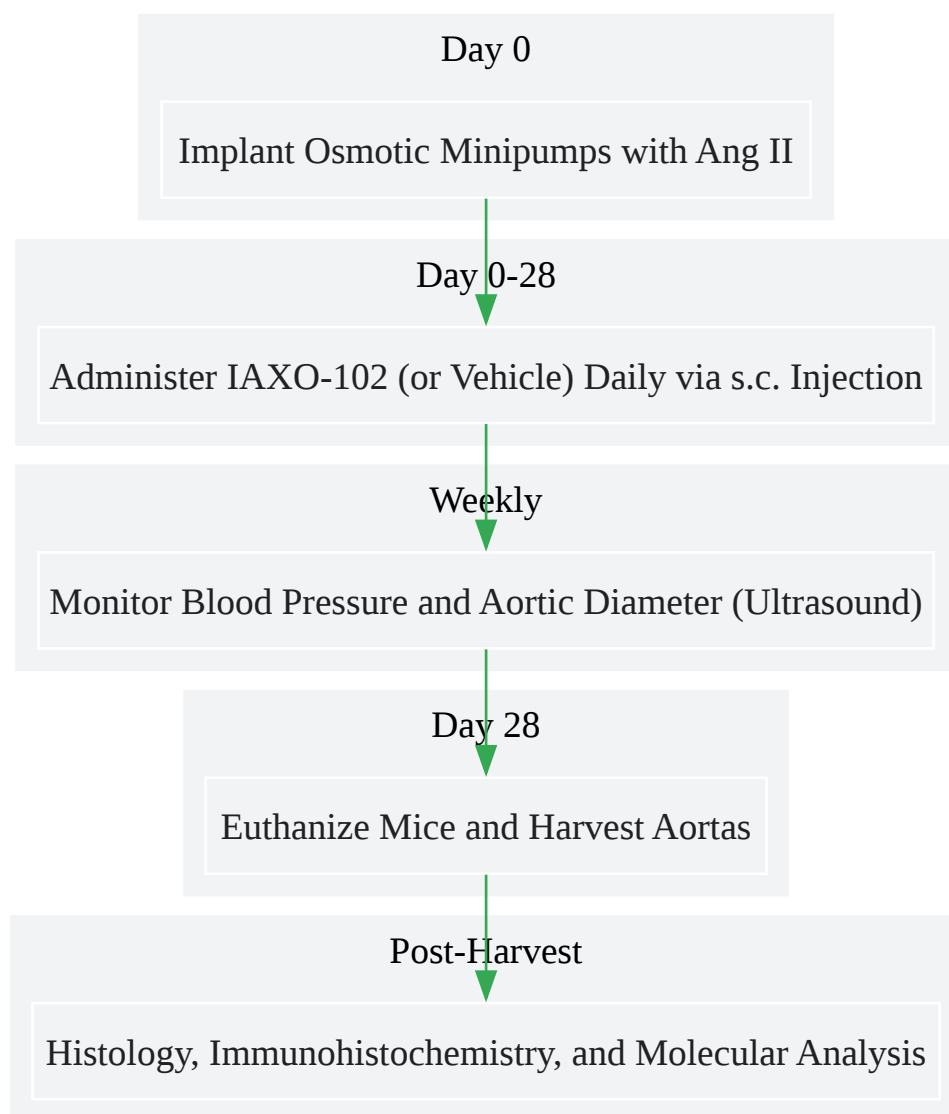 Day 0
Implant Osmotic Minipumps with Ang II
Day 0-28
Administer IAXO-102 (or Vehicle) Daily via s.c. Injection
Weekly
Monitor Blood Pressure and Aortic Diameter (Ultrasound)
Day 28
Euthanize Mice and Harvest Aortas
Post-Harvest
Histology, Immunohistochemistry, and Molecular Analysis